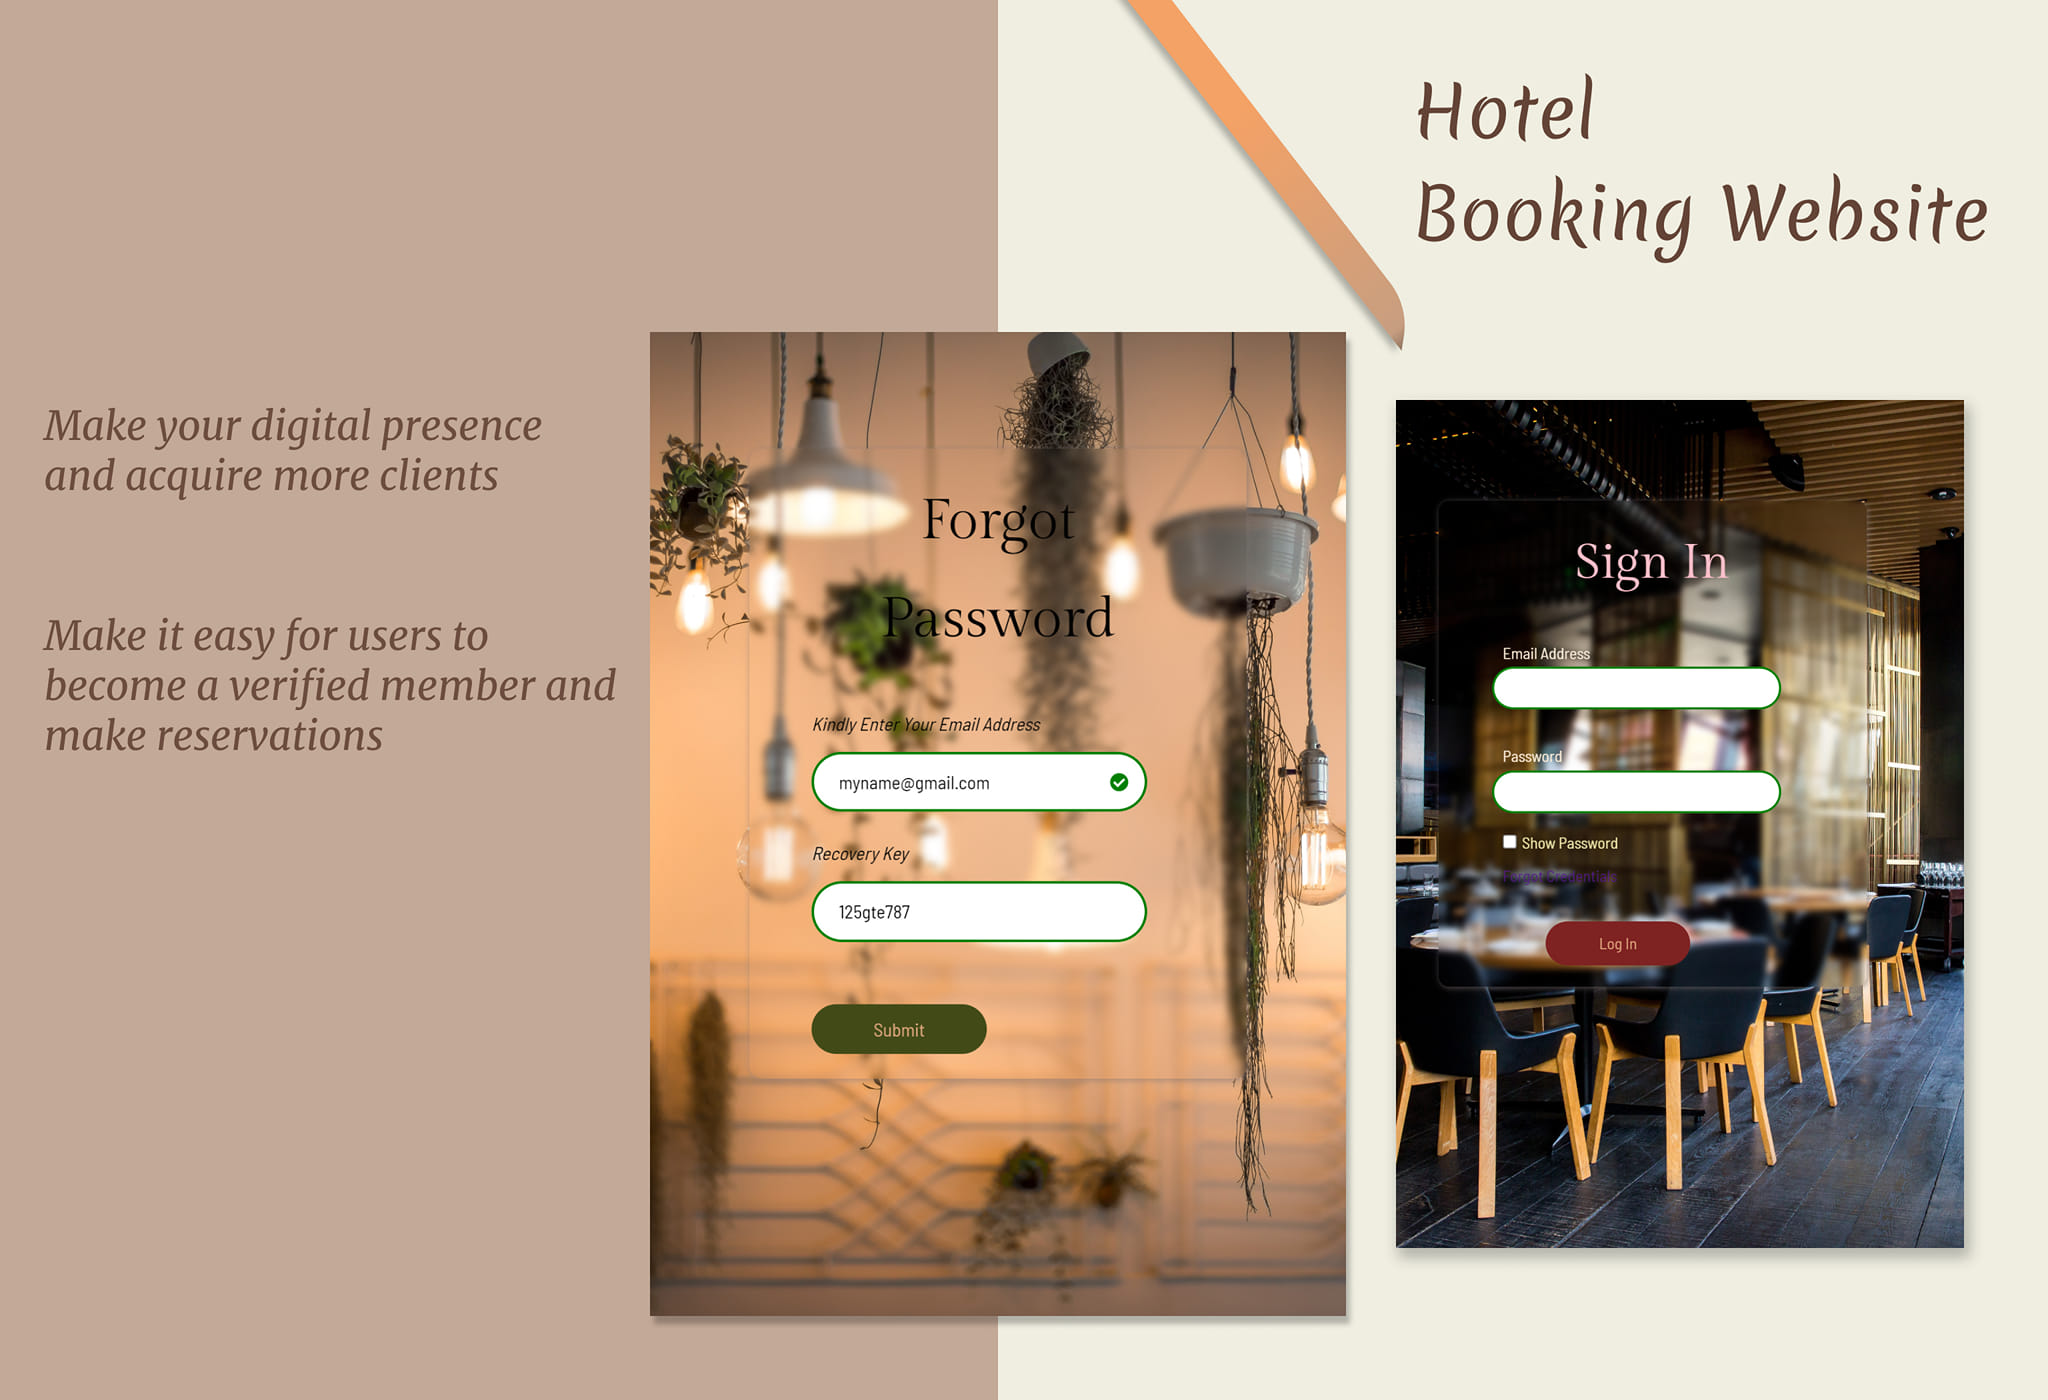 Hotel
Booking Website
Make your digital presence
and acquire more clients
Make it easy for users to
become a verified member and
make reservations
Forgot
Password
Kindly Enter Your Email Address
myname@gmail.com
Recovery Key
125gte787
Submit
Sign In
Email Address
Password
Show Password
Forgot Credentials
Log In